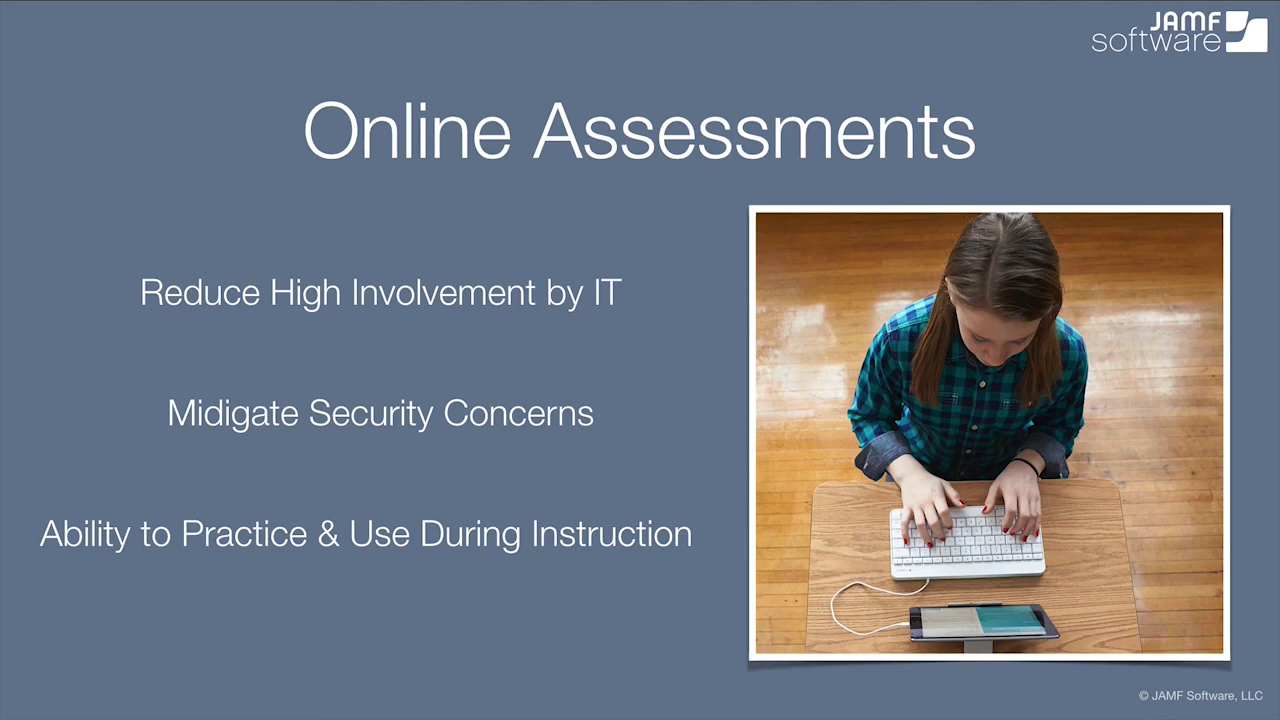 JAMF
software
Online Assessments
Reduce High Involvement by IT
Midigate Security Concerns
Ability to Practice & Use During Instruction
© JAMF Software, LLC